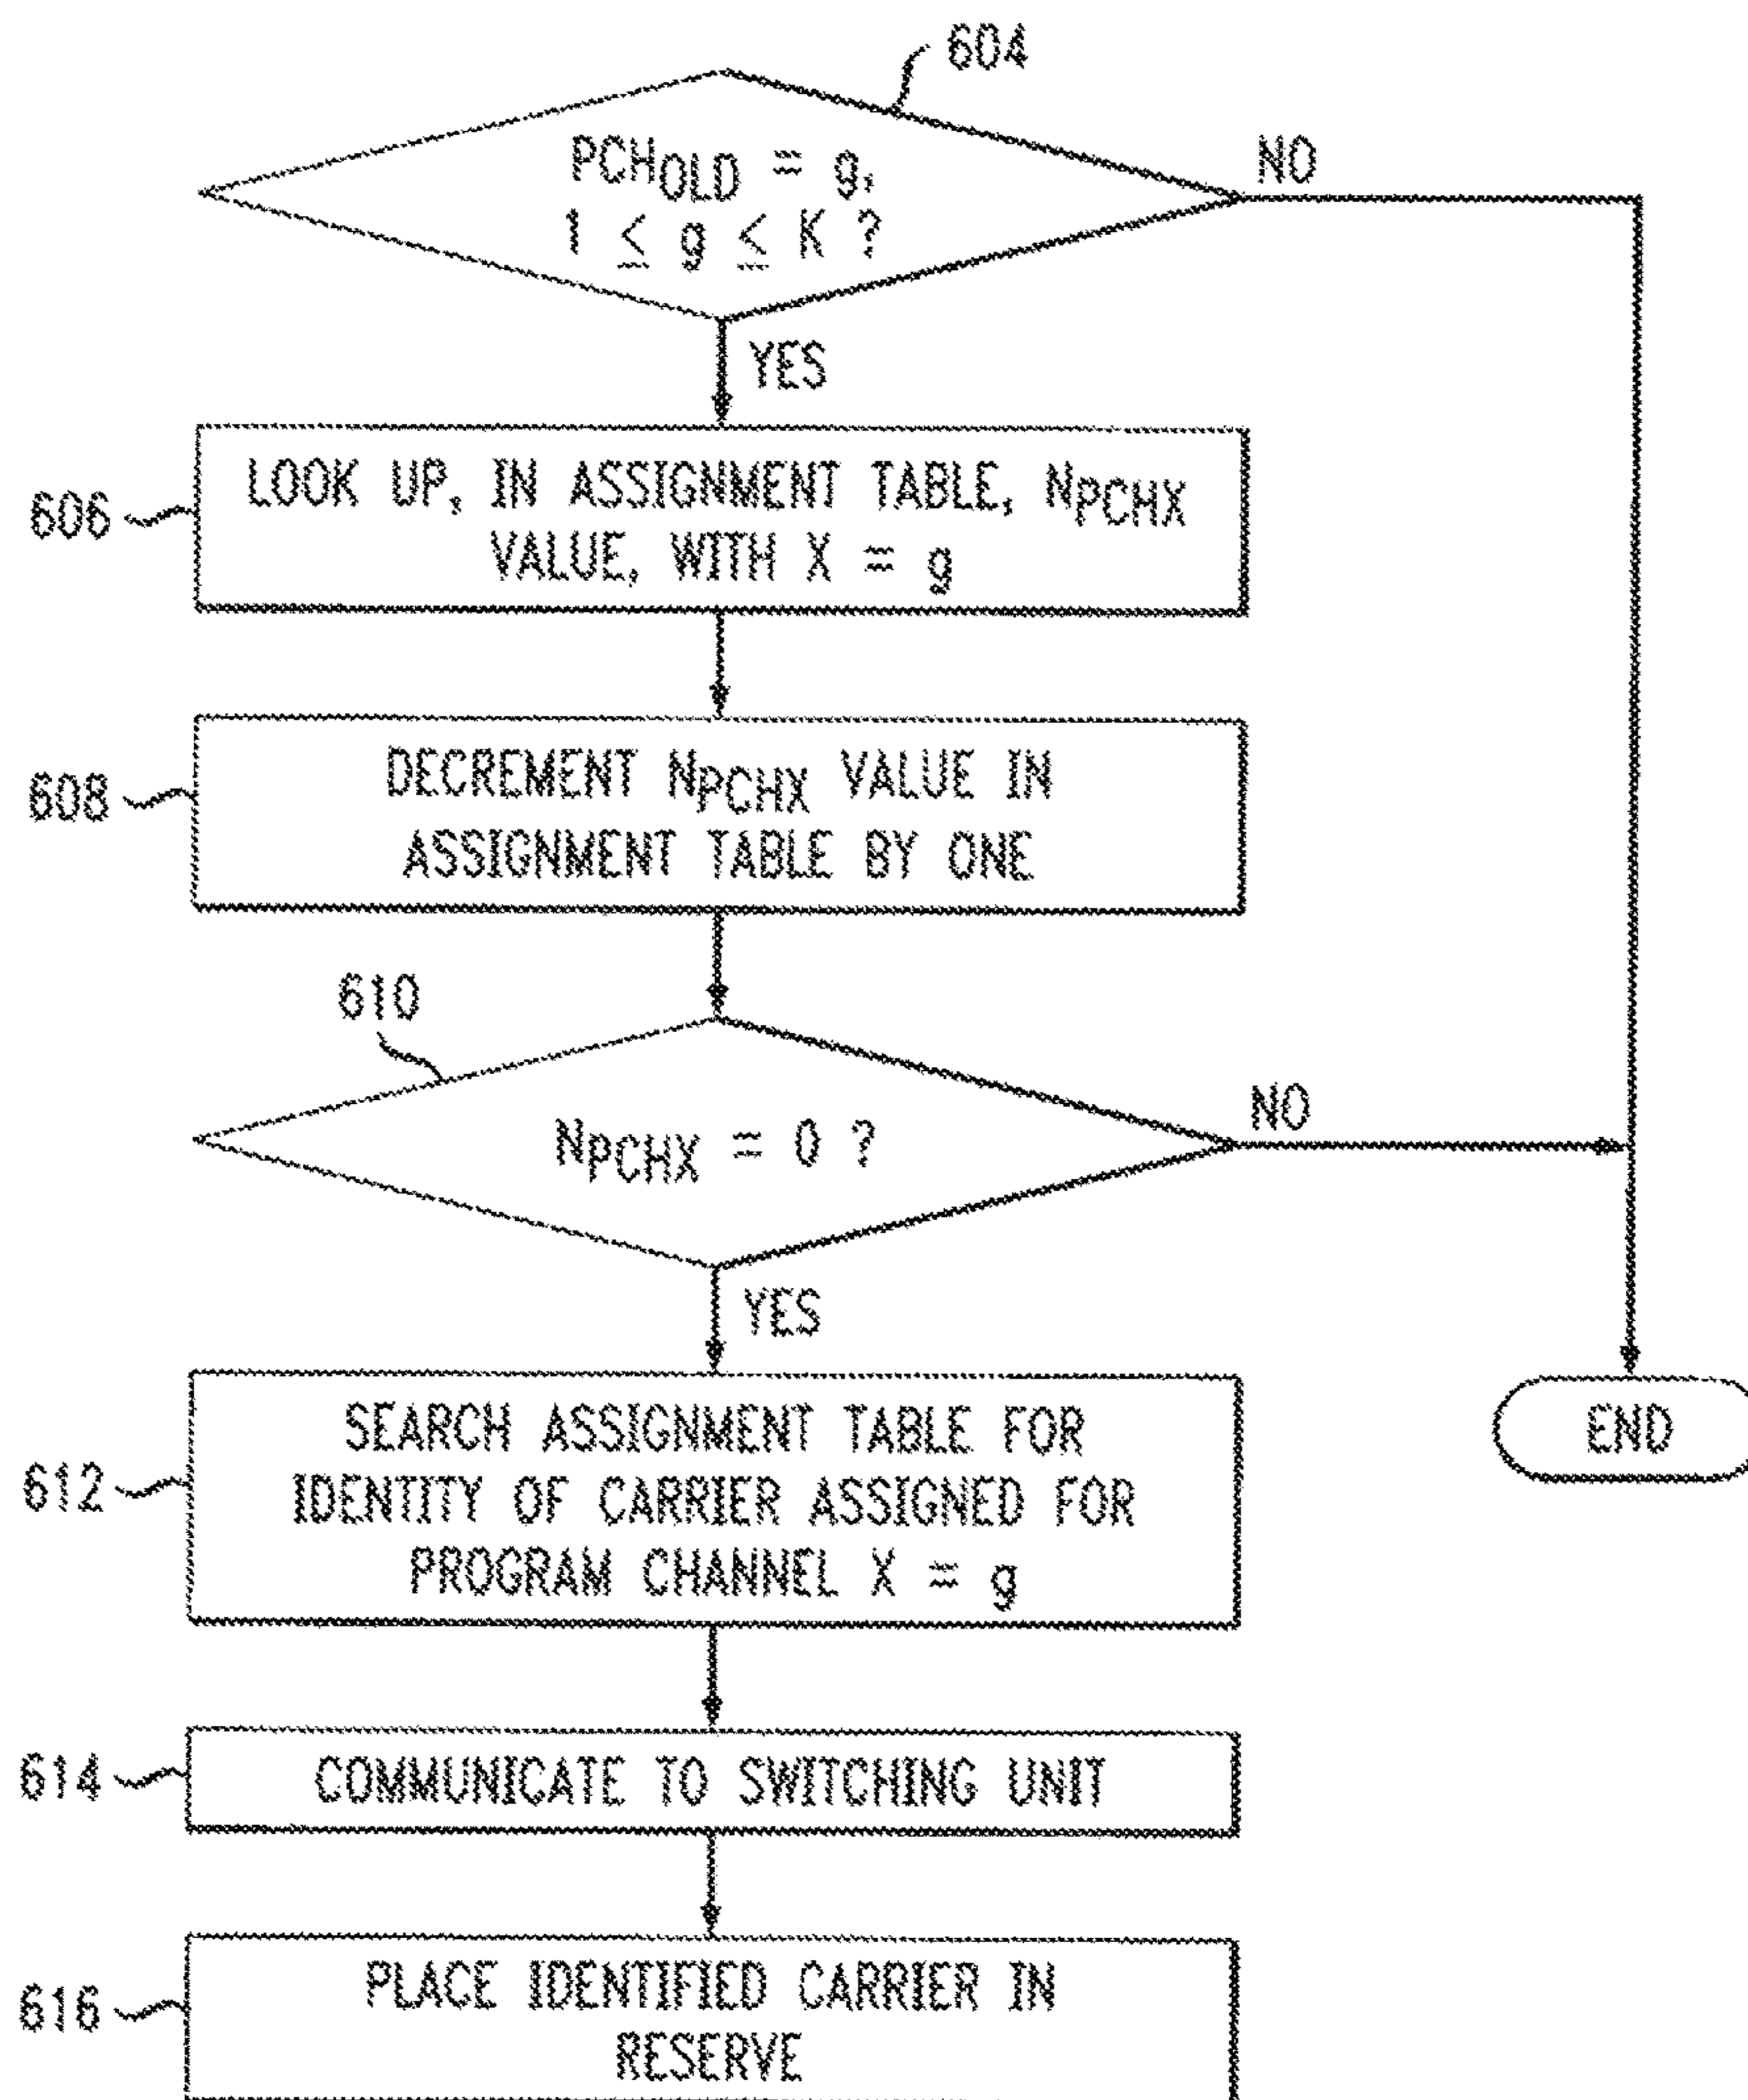 604
PCHOLD = g,
1 ≤ g ≤ K ?
NO
YES
606
LOOK UP, IN ASSIGNMENT TABLE, NPCHX
VALUE, WITH X = g
608
DECREMENT NPCHX VALUE IN
ASSIGNMENT TABLE BY ONE
610
NPCHX = 0 ?
NO
YES
612
SEARCH ASSIGNMENT TABLE FOR
IDENTITY OF CARRIER ASSIGNED FOR
PROGRAM CHANNEL X = g
END
614
COMMUNICATE TO SWITCHING UNIT
616
PLACE IDENTIFIED CARRIER IN
RESERVE